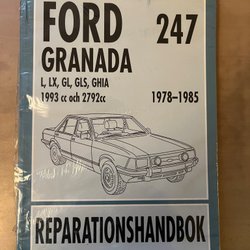 FORD 247
GRANADA
L, LX, GL, GLS, GHIA
1993 cc och 2792cc 1978-1985
REPARATIONSHANDBOK